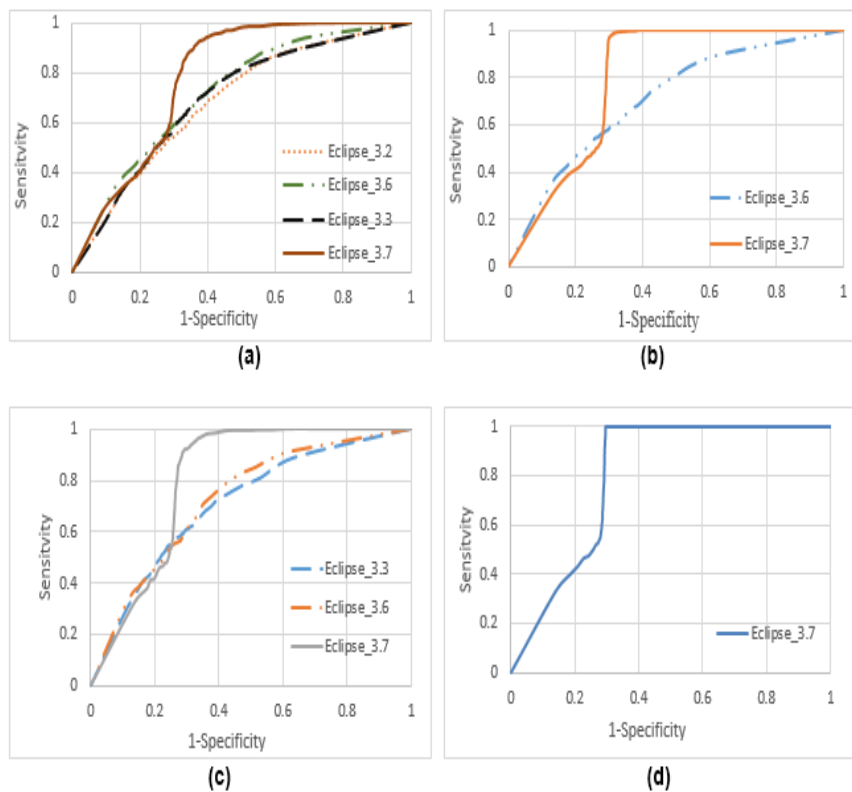 1
0.8
0.6
0.4
0.2
0
Sensitvity
Eclipse_3.2
Eclipse_3.6
Eclipse_3.3
Eclipse_3.7
0 0.2 0.4 0.6 0.8 1
1-Specificity
(a)
1
0.8
0.6
0.4
0.2
0
Sensitvity
Eclipse_3.6
Eclipse_3.7
0 0.2 0.4 0.6 0.8 1
1-Specificity
(b)
1
0.8
0.6
0.4
0.2
0
Sensitvity
Eclipse_3.3
Eclipse_3.6
Eclipse_3.7
0 0.2 0.4 0.6 0.8 1
1-Specificity
(c)
1
0.8
0.6
0.4
0.2
0
Sensitvity
Eclipse_3.7
0 0.2 0.4 0.6 0.8 1
1-Specificity
(d)